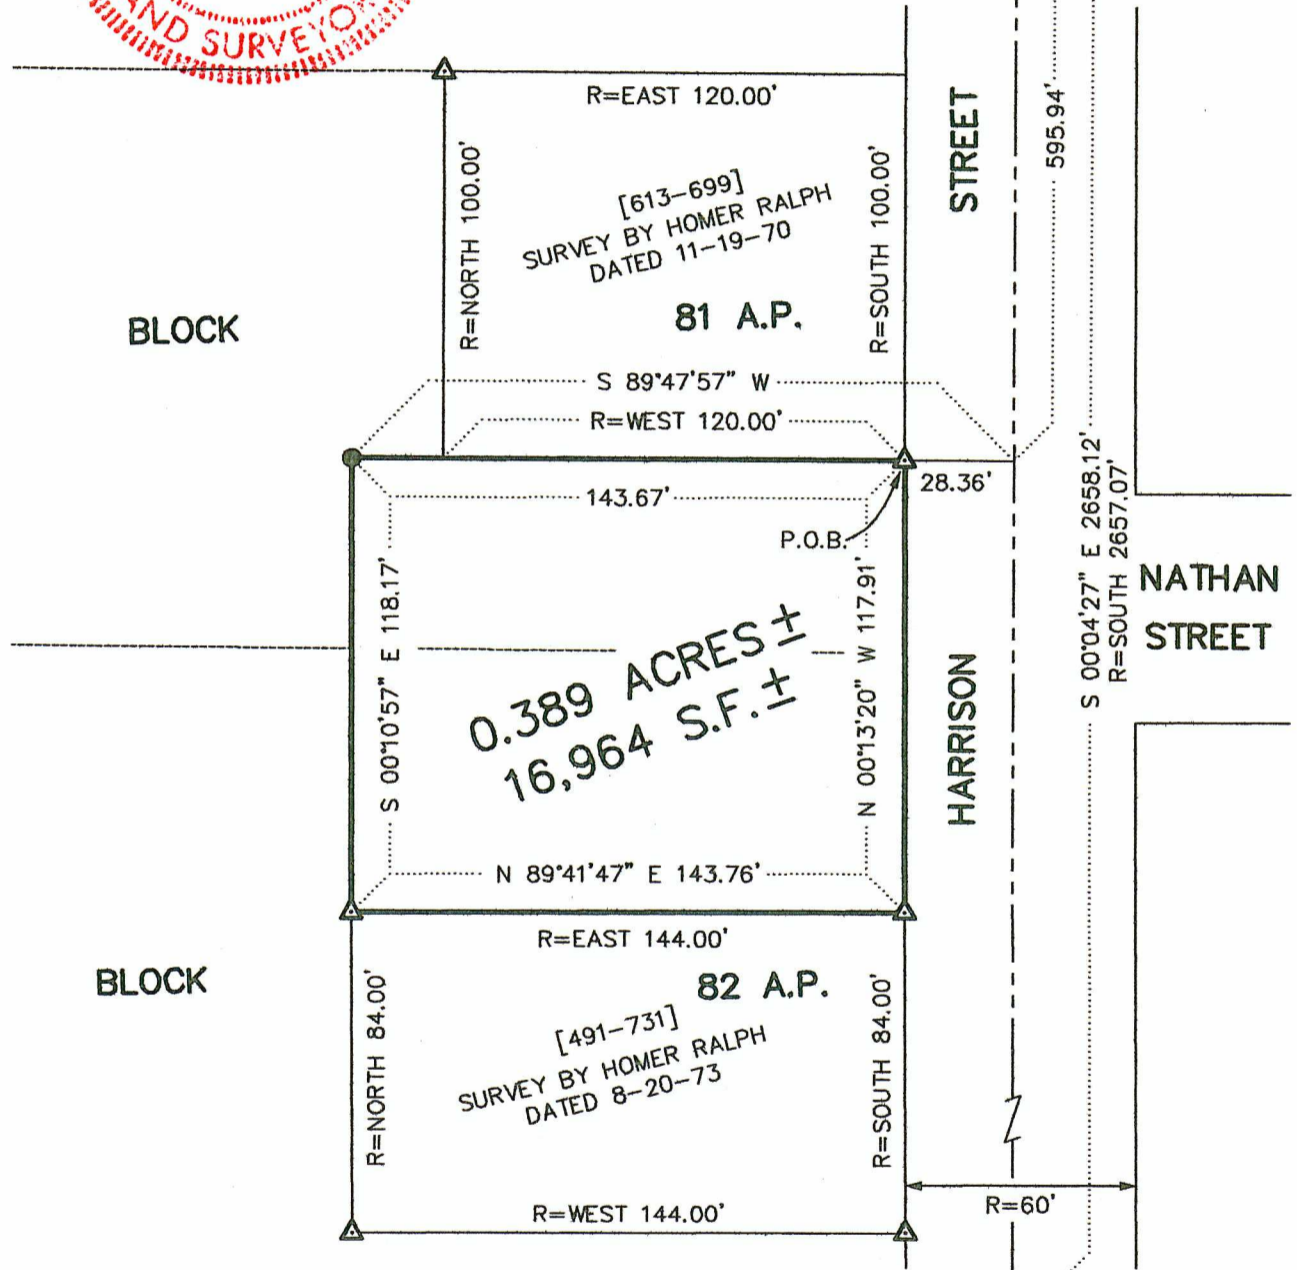 AND SURVEYOR
R=EAST 120.00'
STREET
595.94'
R=NORTH 100.00'
[613-699]
SURVEY BY HOMER RALPH
DATED 11-19-70
R=SOUTH 100.00'
81 A.P.
BLOCK
S 89°47'57" W
R=WEST 120.00'
28.36'
143.67'
P.O.B.
S 00°10'57" E 118.17'
0.389 ACRES±
16,964 S.F.±
N 00°13'20" W 117.91'
HARRISON
S 00°04'27" E 2658.12'
R=SOUTH 2657.07'
NATHAN
STREET
N 89°41'47" E 143.76'
R=EAST 144.00'
BLOCK
82 A.P.
R=NORTH 84.00'
[491-731]
SURVEY BY HOMER RALPH
DATED 8-20-73
R=SOUTH 84.00'
R=WEST 144.00'
R=60'